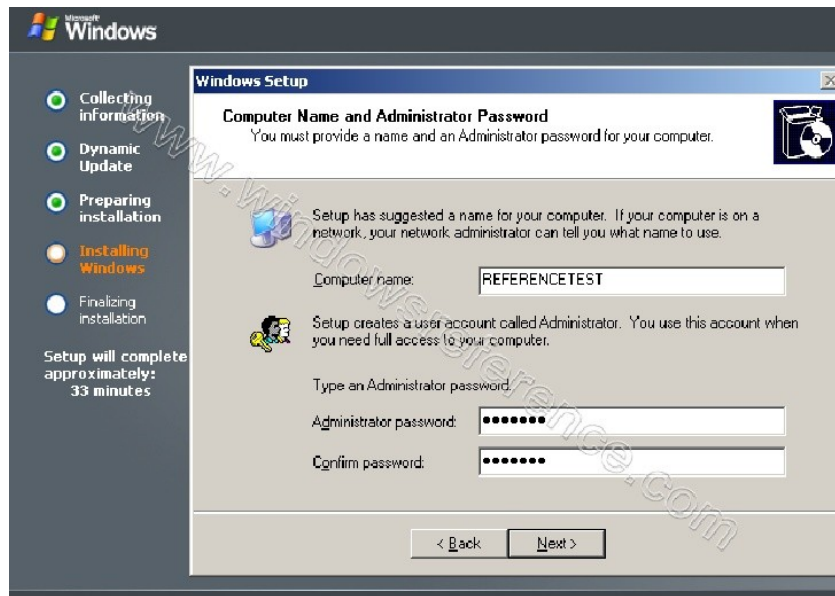 Microsoft
Windows
Collecting
information
Dynamic
Update
Preparing
installation
Installing
Windows
Finalizing
installation
Setup will complete
approximately:
33 minutes
Windows Setup
Computer Name and Administrator Password
You must provide a name and an Administrator password for your computer.
Setup has suggested a name for your computer. If your computer is on a
network, your network administrator can tell you what name to use.
Computer name:
REFERENCETEST
Setup creates a user account called Administrator. You use this account when
you need full access to your computer.
Type an Administrator password.
Administrator password:
●●●●●●●
Confirm password:
●●●●●●●
< Back
Next >
www.windowsreference.com